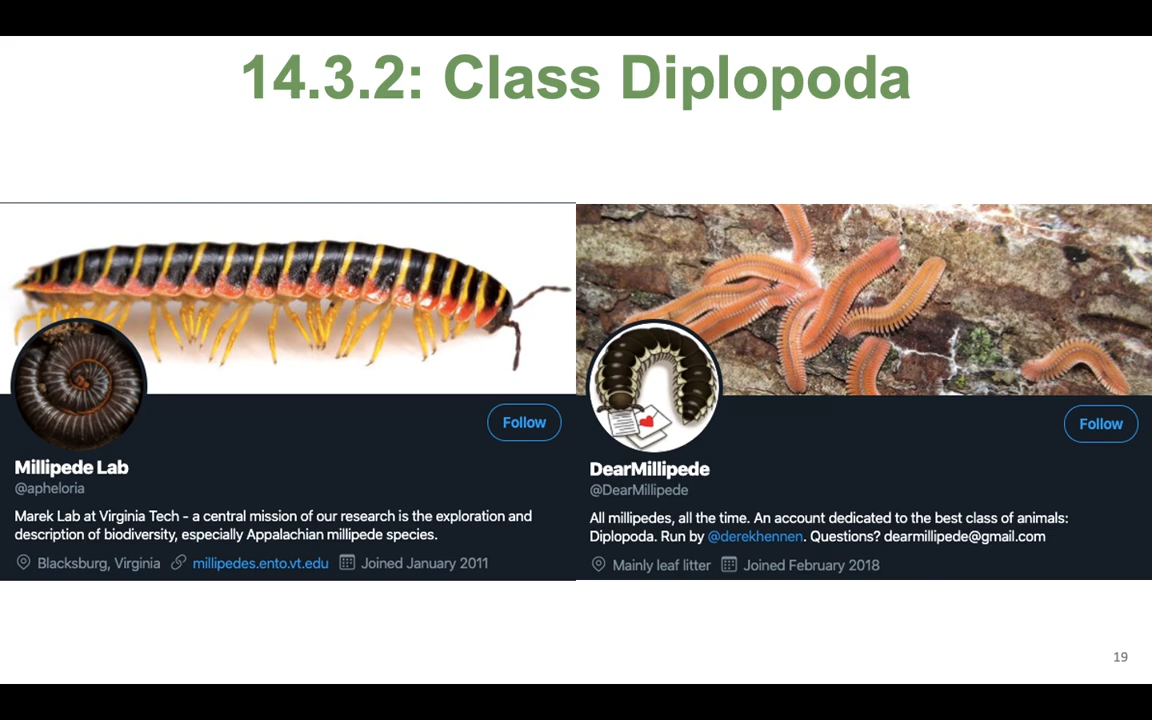 14.3.2: Class Diplopoda
Follow
Millipede Lab
@apheloria
Marek Lab at Virginia Tech - a central mission of our research is the exploration and
description of biodiversity, especially Appalachian millipede species.
Blacksburg, Virginia millipedes.ento.vt.edu Joined January 2011
Follow
DearMillipede
@DearMillipede
All millipedes, all the time. An account dedicated to the best class of animals:
Diplopoda. Run by @derekhennen. Questions? dearmillipede@gmail.com
Mainly leaf litter Joined February 2018
19